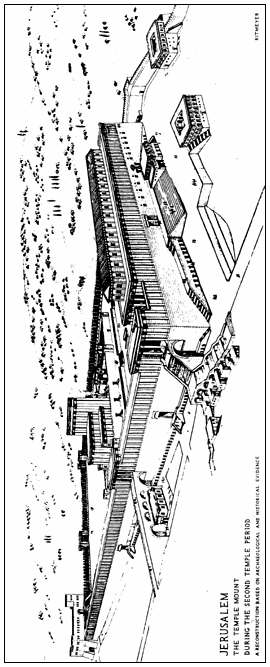 JERUSALEM
THE TEMPLE MOUNT
DURING THE SECOND TEMPLE PERIOD
A RECONSTRUCTION BASED ON ARCHAEOLOGICAL AND HISTORICAL EVIDENCE
RITMEYER